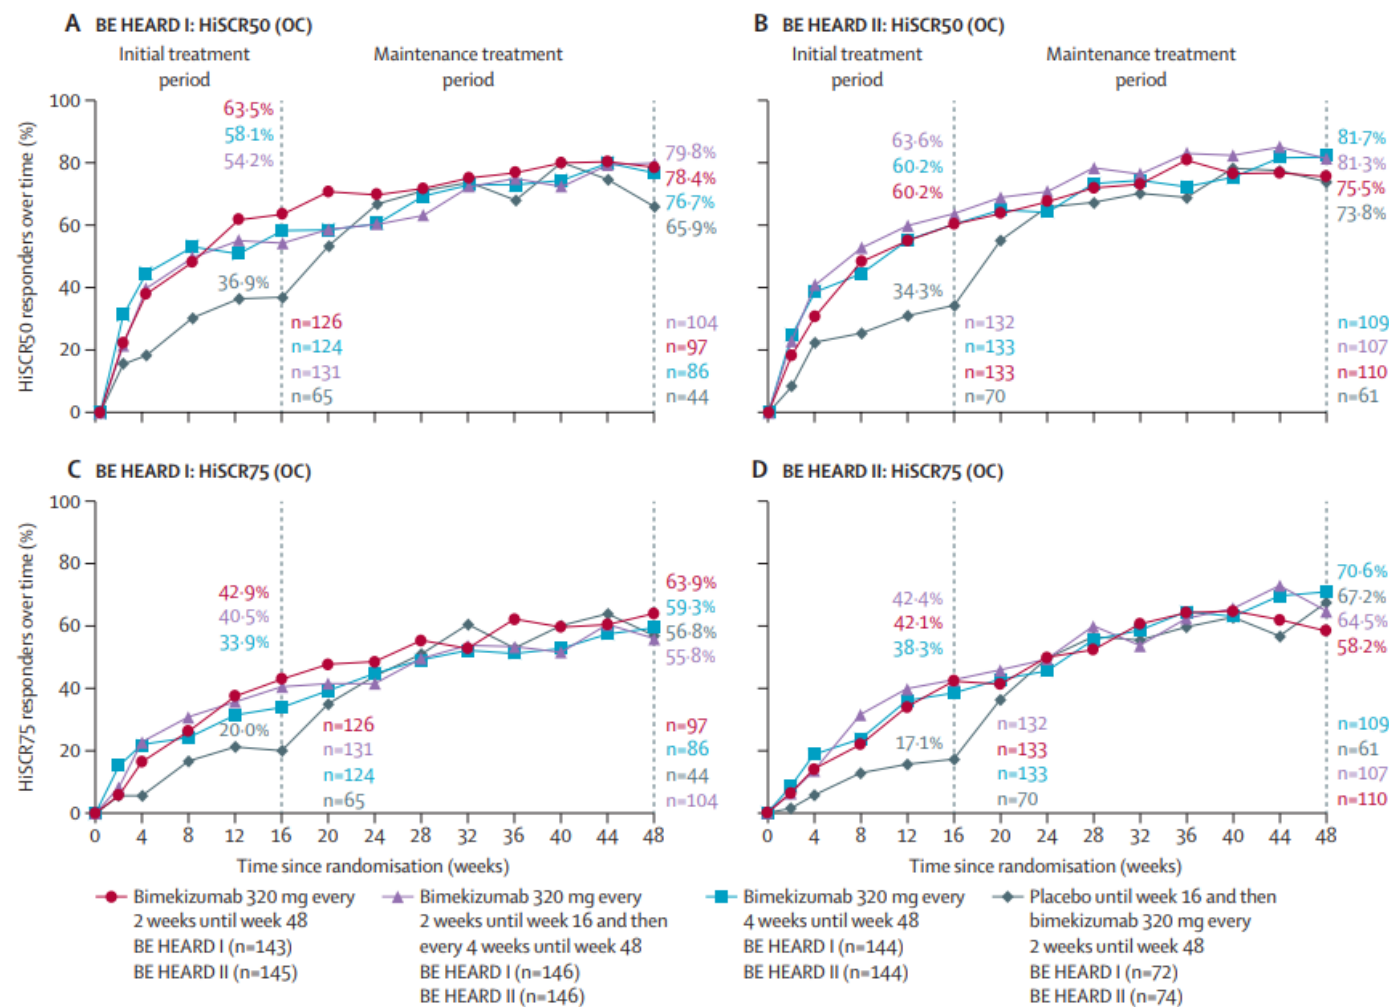 A BE HEARD I: HiSCR50 (OC)
Initial treatment
period
Maintenance treatment
period
HiSCR50 responders over time (%)
100
80
60
40
20
0
63·5%
58·1%
54·2%
36·9%
79·8%
78·4%
76·7%
65·9%
n=126
n=124
n=131
n=65
n=104
n=97
n=86
n=44
B BE HEARD II: HiSCR50 (OC)
Initial treatment
period
Maintenance treatment
period
63·6%
60·2%
60·2%
34·3%
81·7%
81·3%
75·5%
73·8%
n=132
n=133
n=133
n=70
n=109
n=107
n=110
n=61
C BE HEARD I: HiSCR75 (OC)
HiSCR75 responders over time (%)
100
80
60
40
20
0
42·9%
40·5%
33·9%
20·0%
63·9%
59·3%
56·8%
55·8%
n=126
n=131
n=124
n=65
n=97
n=86
n=44
n=104
0 4 8 12 16 20 24 28 32 36 40 44 48
Time since randomisation (weeks)
D BE HEARD II: HiSCR75 (OC)
42·4%
42·1%
38·3%
17·1%
70·6%
67·2%
64·5%
58·2%
n=132
n=133
n=133
n=70
n=109
n=61
n=107
n=110
0 4 8 12 16 20 24 28 32 36 40 44 48
Time since randomisation (weeks)
Bimekizumab 320 mg every
2 weeks until week 48
BE HEARD I (n=143)
BE HEARD II (n=145)
Bimekizumab 320 mg every
2 weeks until week 16 and then
every 4 weeks until week 48
BE HEARD I (n=146)
BE HEARD II (n=146)
Bimekizumab 320 mg every
4 weeks until week 48
BE HEARD I (n=144)
BE HEARD II (n=144)
Placebo until week 16 and then
bimekizumab 320 mg every
2 weeks until week 48
BE HEARD I (n=72)
BE HEARD II (n=74)